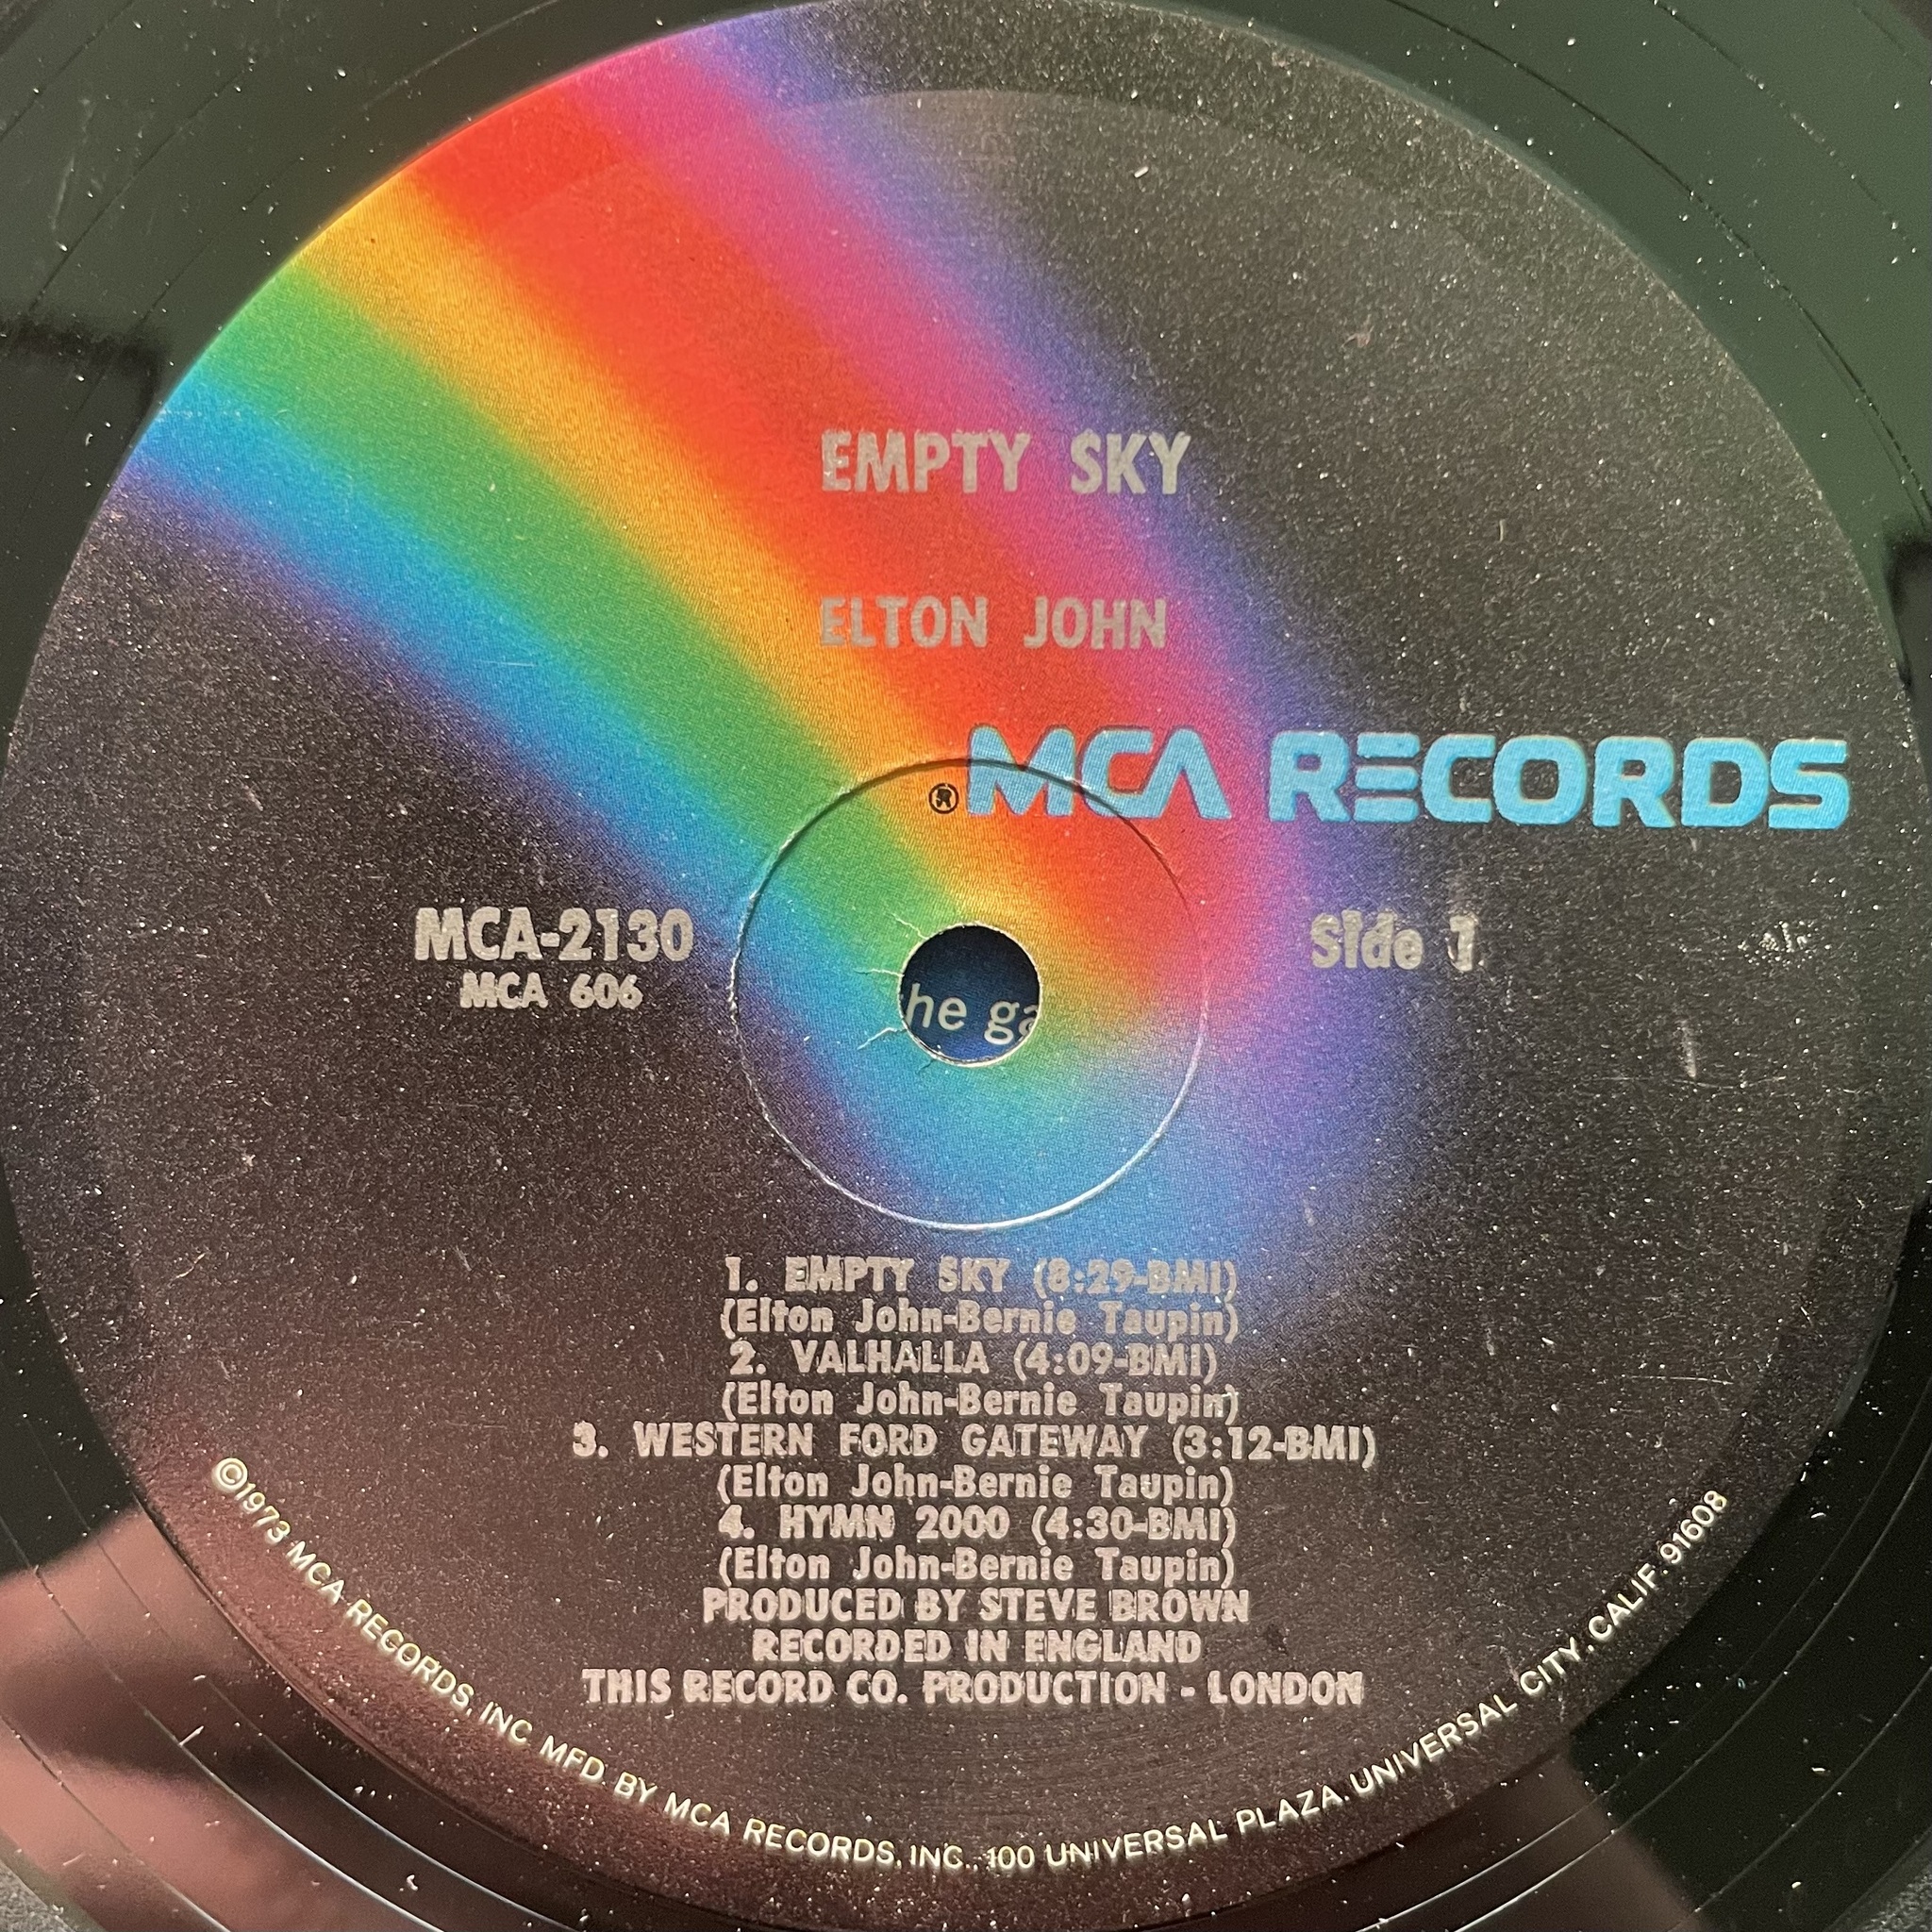 EMPTY SKY
ELTON JOHN
®MCA RECORDS
MCA-2130
MCA 606
Side 1
he ga
1. EMPTY SKY (8:29-BMI)
(Elton John-Bernie Taupin)
2. VALHALLA (4:09-BMI)
(Elton John-Bernie Taupin)
3. WESTERN FORD GATEWAY (3:12-BMI)
(Elton John-Bernie Taupin)
4. HYMN 2000 (4:30-BMI)
(Elton John-Bernie Taupin)
PRODUCED BY STEVE BROWN
RECORDED IN ENGLAND
THIS RECORD CO. PRODUCTION - LONDON
©1973 MCA RECORDS, INC. MFD. BY MCA RECORDS, INC., 100 UNIVERSAL PLAZA, UNIVERSAL CITY, CALIF. 91608